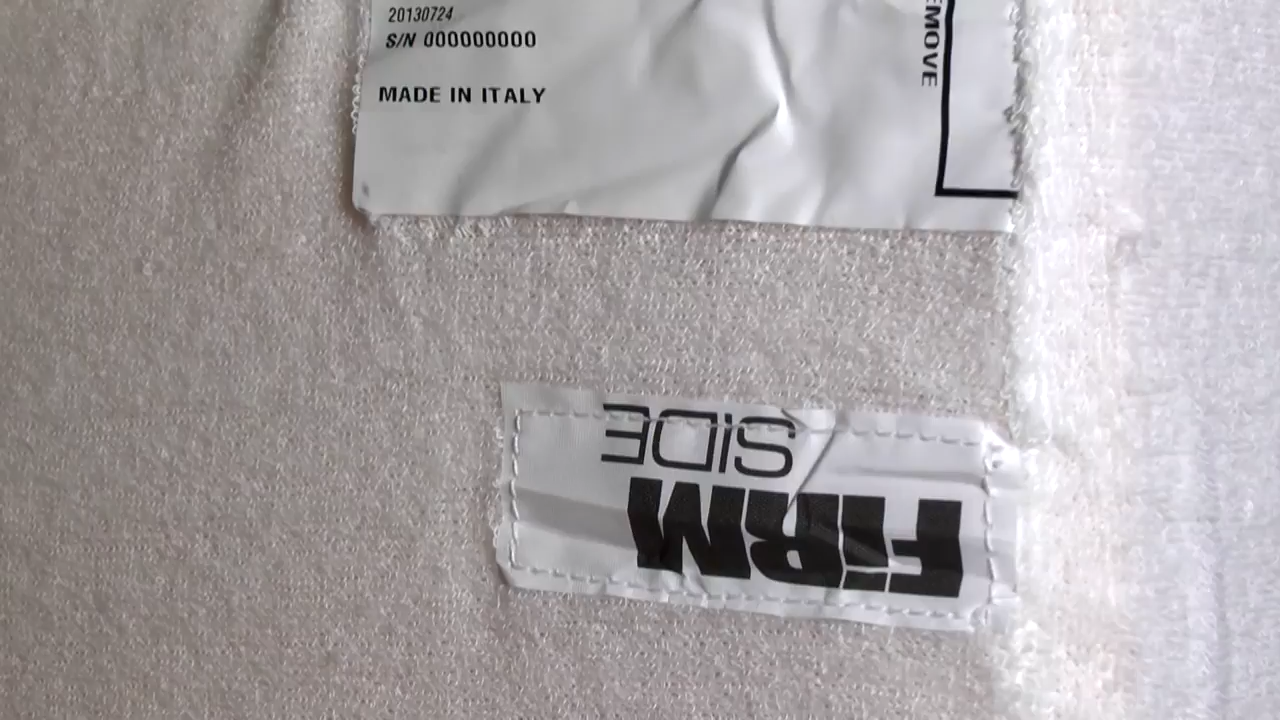 20130724
S/N 000000000
MADE IN ITALY
EMOVE
FiRM
SiDE